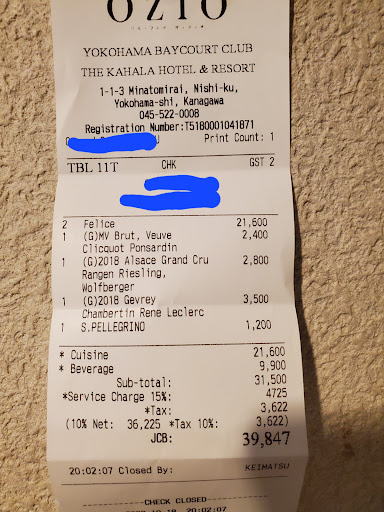 OZIO
YOKOHAMA BAYCOURT CLUB
THE KAHALA HOTEL & RESORT
1-1-3 Minatomirai, Nishi-ku,
Yokohama-shi, Kanagawa
045-522-0008
Registration Number:T5180001041871
Print Count: 1
TBL 11T CHK GST 2
2 Felice 21,600
1 (G)MV Brut, Veuve 2,400
Clicquot Ponsardin
1 (G)2018 Alsace Grand Cru 2,800
Rangen Riesling,
Wolfberger
1 (G)2018 Gevrey 3,500
Chambertin Rene Leclerc
1 S.PELLEGRINO 1,200
* Cuisine 21,600
* Beverage 9,900
Sub-total: 31,500
*Service Charge 15%: 4725
*Tax: 3,622
(10% Net: 36,225 *Tax 10%: 3,622)
JCB: 39,847
20:02:07 Closed By: KEIMATSU
CHECK CLOSED
20:02:07